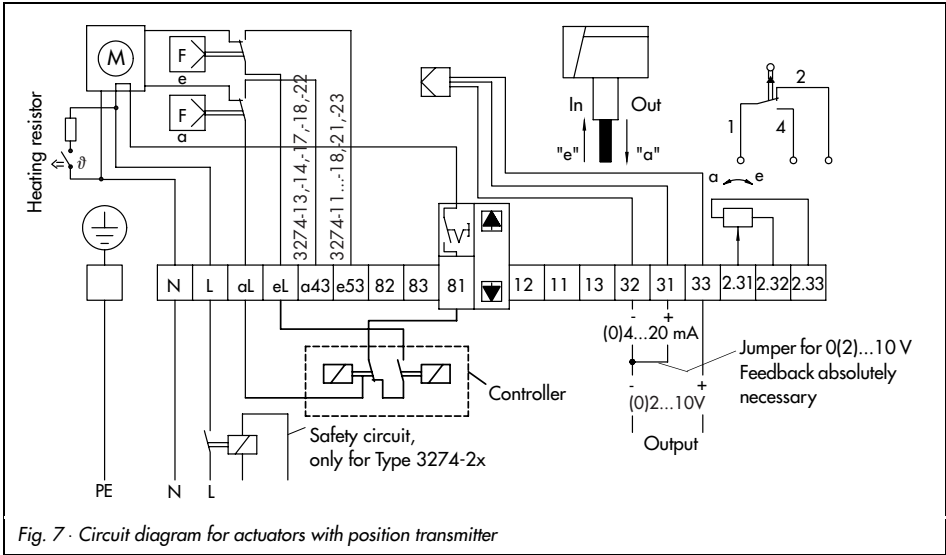 M
F
e
F
a
Heating resistor
ϑ
3274-13,-14,-17,-18,-22
3274-11...-18,-21,-23
In
Out
"e"
"a"
2
1
4
a
e
N
L
aL
eL
a43
e53
82
83
81
12
11
13
32
31
33
2.31
2.32
2.33
- +
(0)4...20 mA
- +
(0)2...10V
Output
Jumper for 0(2)...10 V
Feedback absolutely
necessary
Controller
Safety circuit,
only for Type 3274-2x
PE
N
L
Fig. 7 · Circuit diagram for actuators with position transmitter